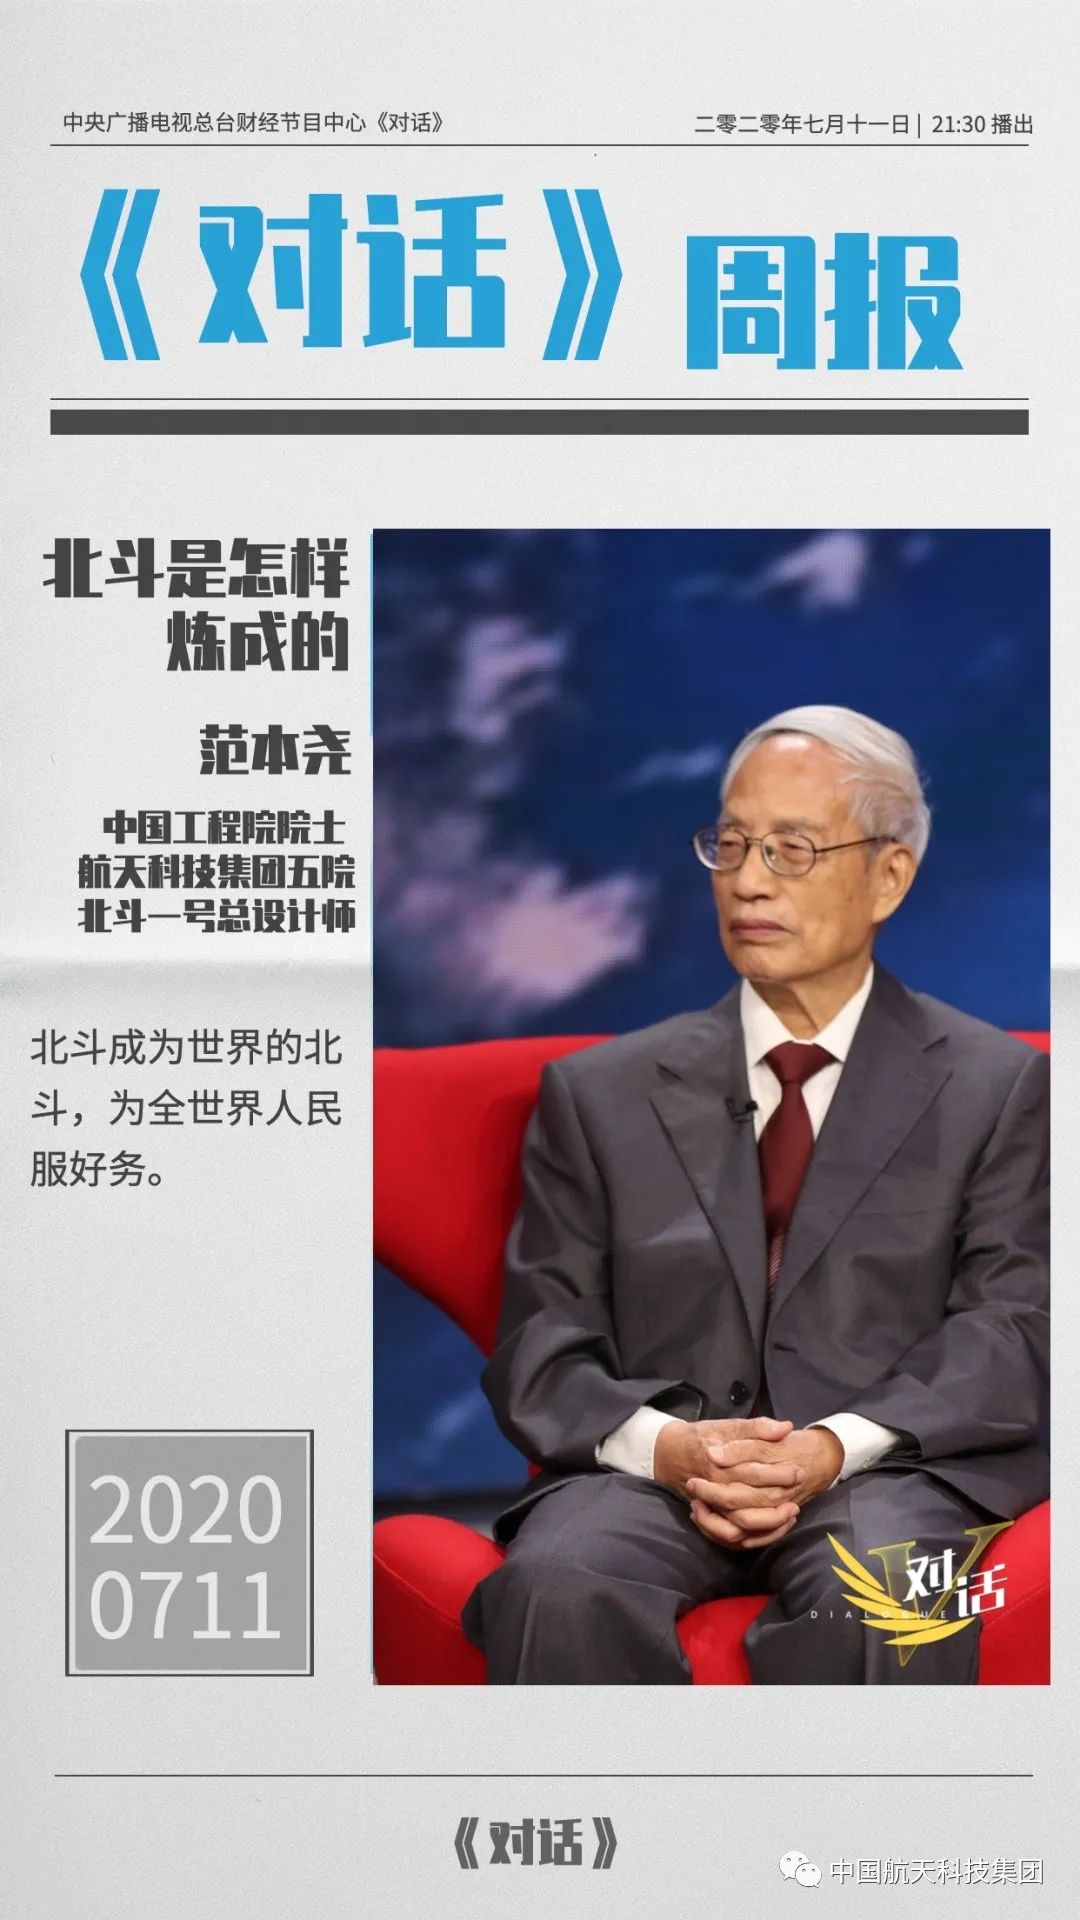 中央广播电视总台财经节目中心《对话》
二零二零年七月十一日| 21:30 播出
《对话》周报
北斗是怎样
炼成的
范本尧
中国工程院院士
航天科技集团五院
北斗一号总设计师
北斗成为世界的北
斗，为全世界人民
服好务。
2020
0711
对话
DIALOGUE
《对话》
中国航天科技集团